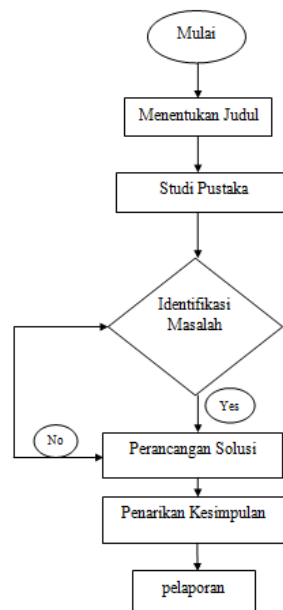 Mulai
Menentukan Judul
Studi Pustaka
Identifikasi
Masalah
Yes
No
Perancangan Solusi
Penarikan Kesimpulan
pelaporan